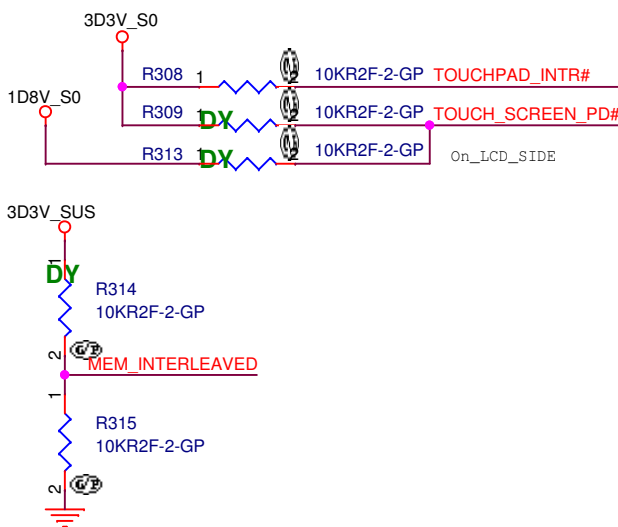 3D3V_S0
R308 1 2 10KR2F-2-GP TOUCHPAD_INTR#
1D8V_S0
R309 1 DY 2 10KR2F-2-GP TOUCH_SCREEN_PD#
R313 1 DY 2 10KR2F-2-GP On_LCD_SIDE
3D3V_SUS
1
DY
R314
10KR2F-2-GP
2 G/P
MEM_INTERLEAVED
1
R315
10KR2F-2-GP
2 G/P